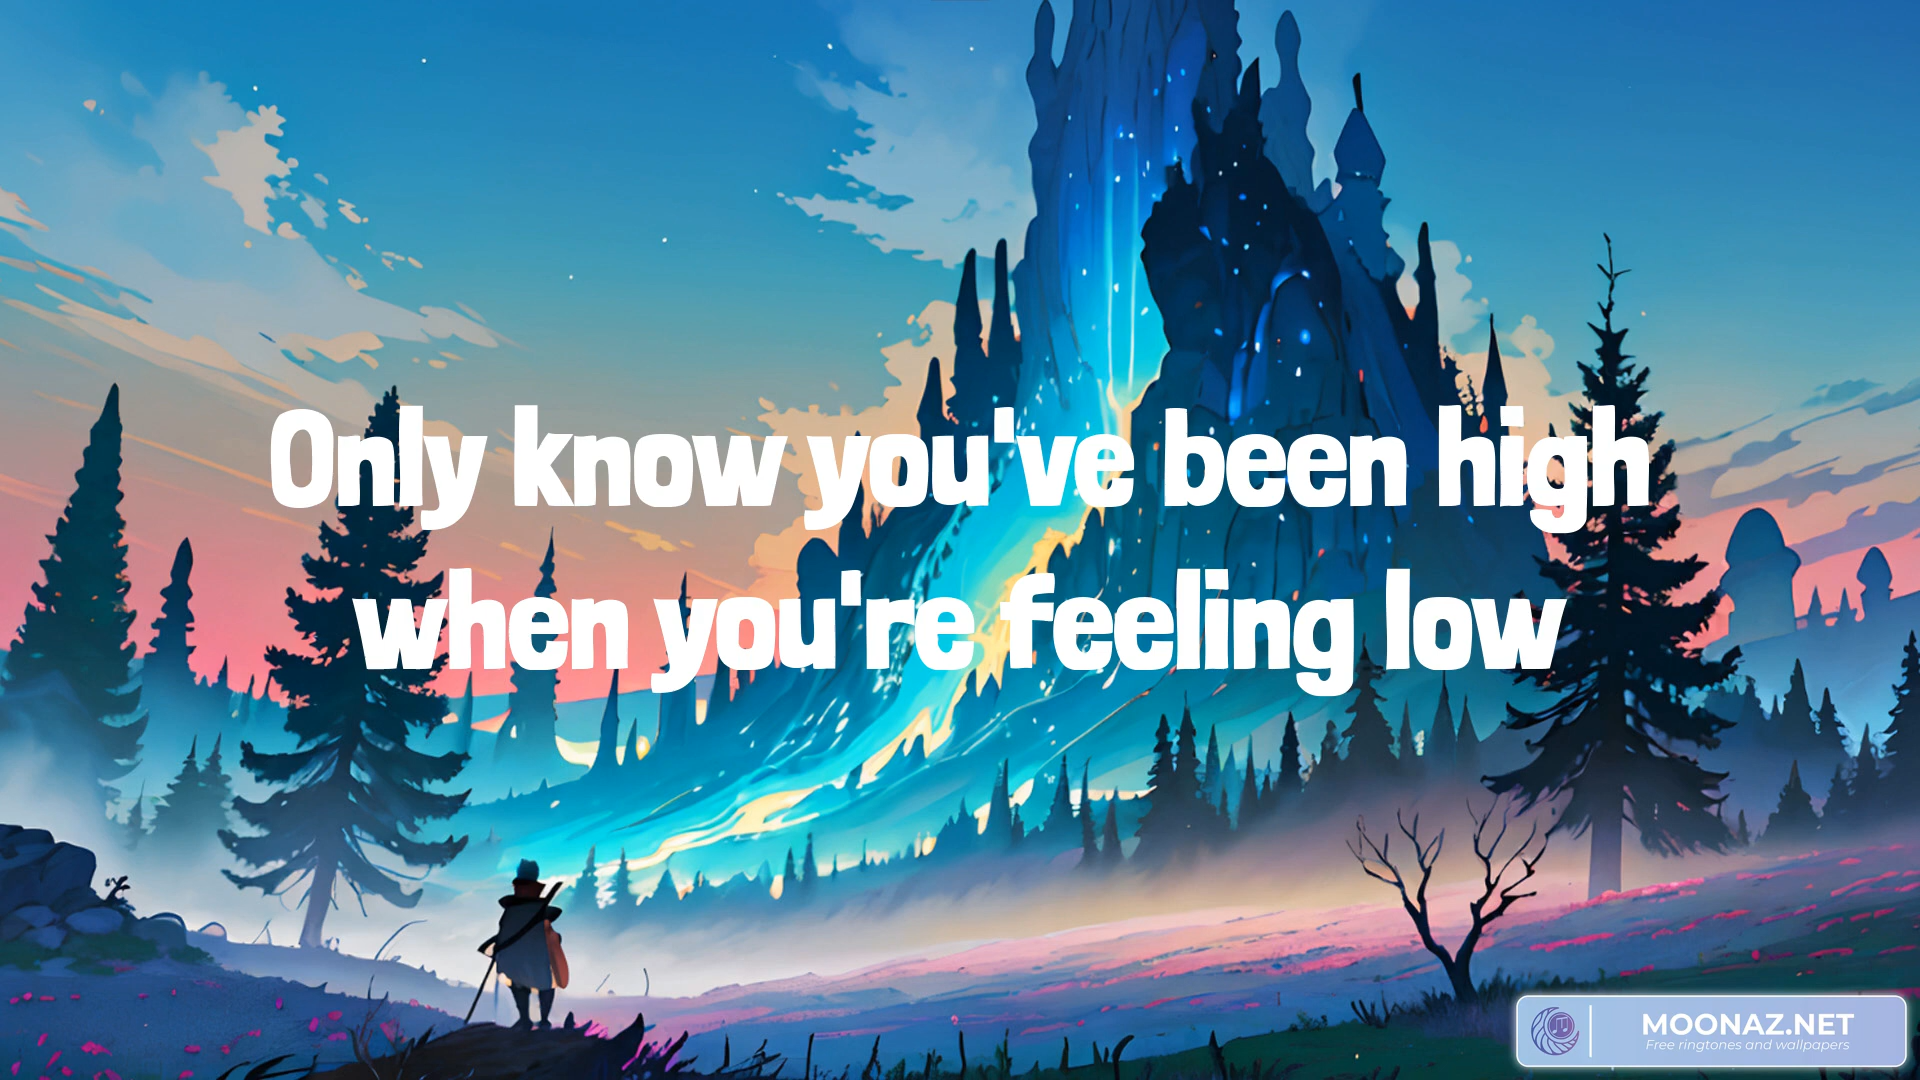 Only know you've been high
when you're feeling low
MOONAZ.NET
Free ringtones and wallpapers